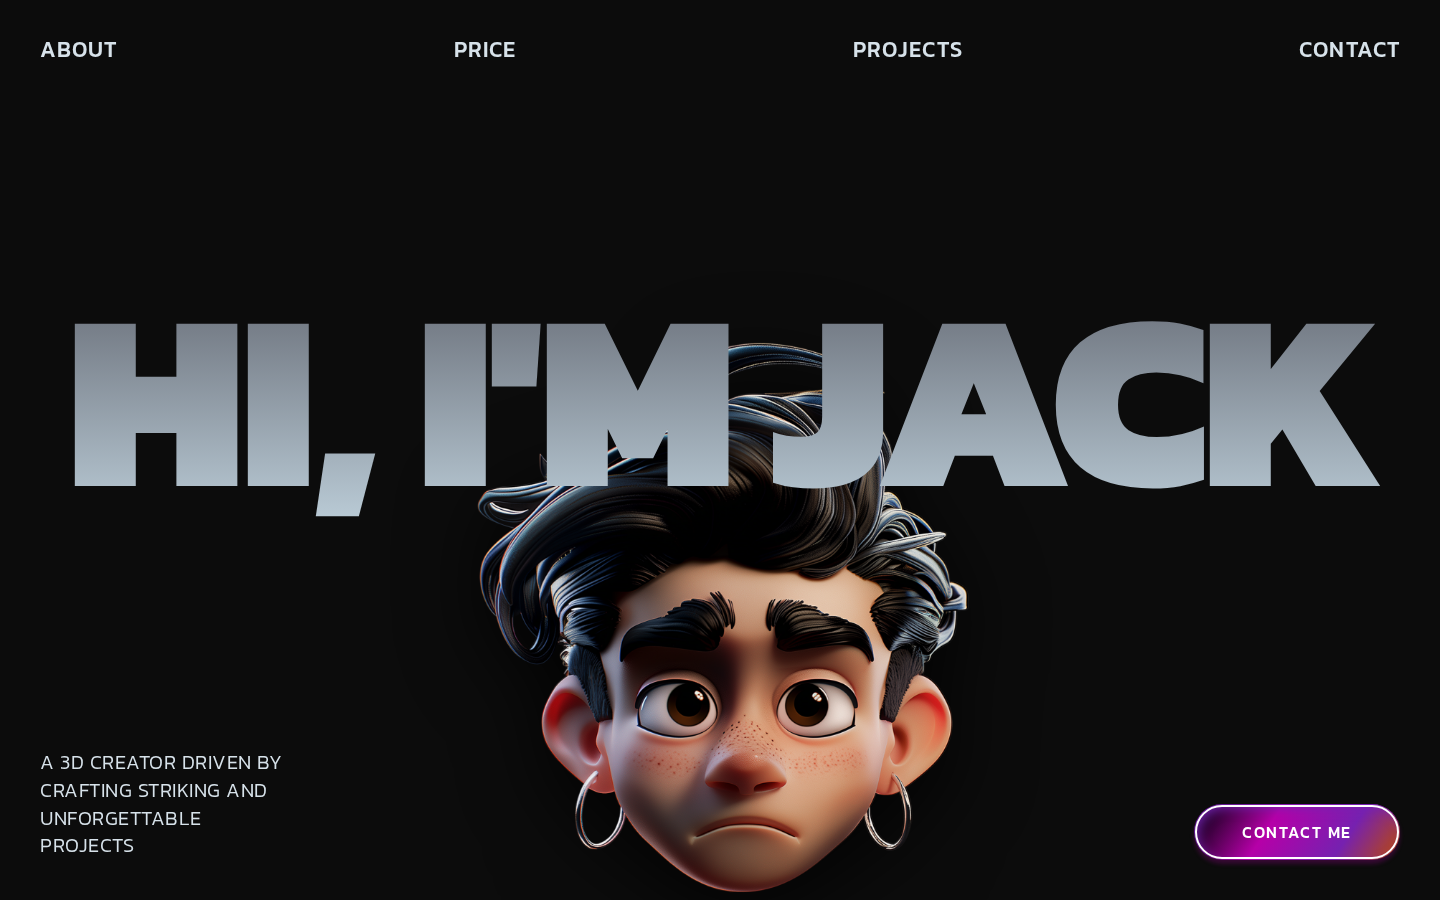 ABOUT
PRICE
PROJECTS
CONTACT
HI, I'M JACK
A 3D CREATOR DRIVEN BY
CRAFTING STRIKING AND
UNFORGETTABLE
PROJECTS
CONTACT ME